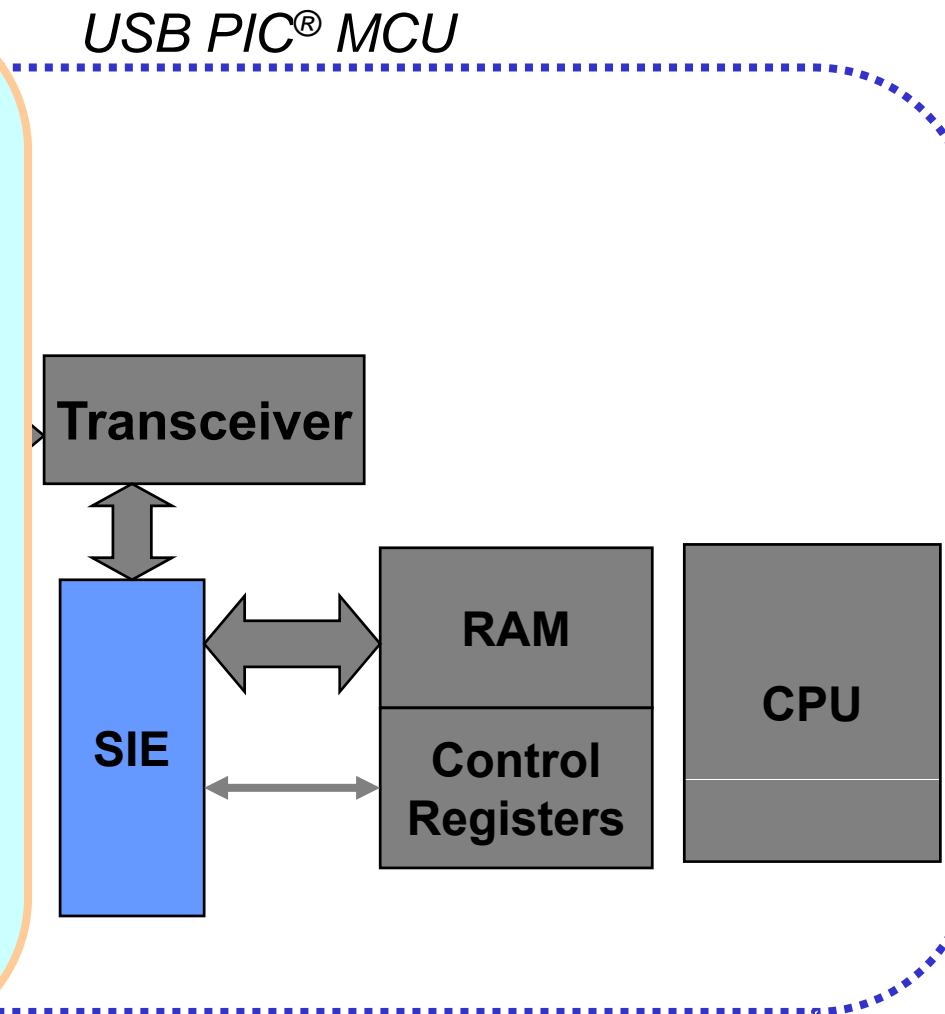 USB PIC® MCU
Transceiver
RAM
CPU
SIE
Control
Registers